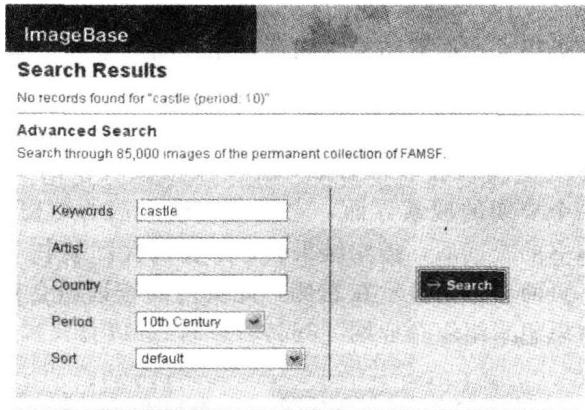 ImageBase
Search Results
No records found for "castle (period: 10)"
Advanced Search
Search through 85,000 images of the permanent collection of FAMSF.
Keywords castle
Artist
Country
→ Search
Period 10th Century
Sort default